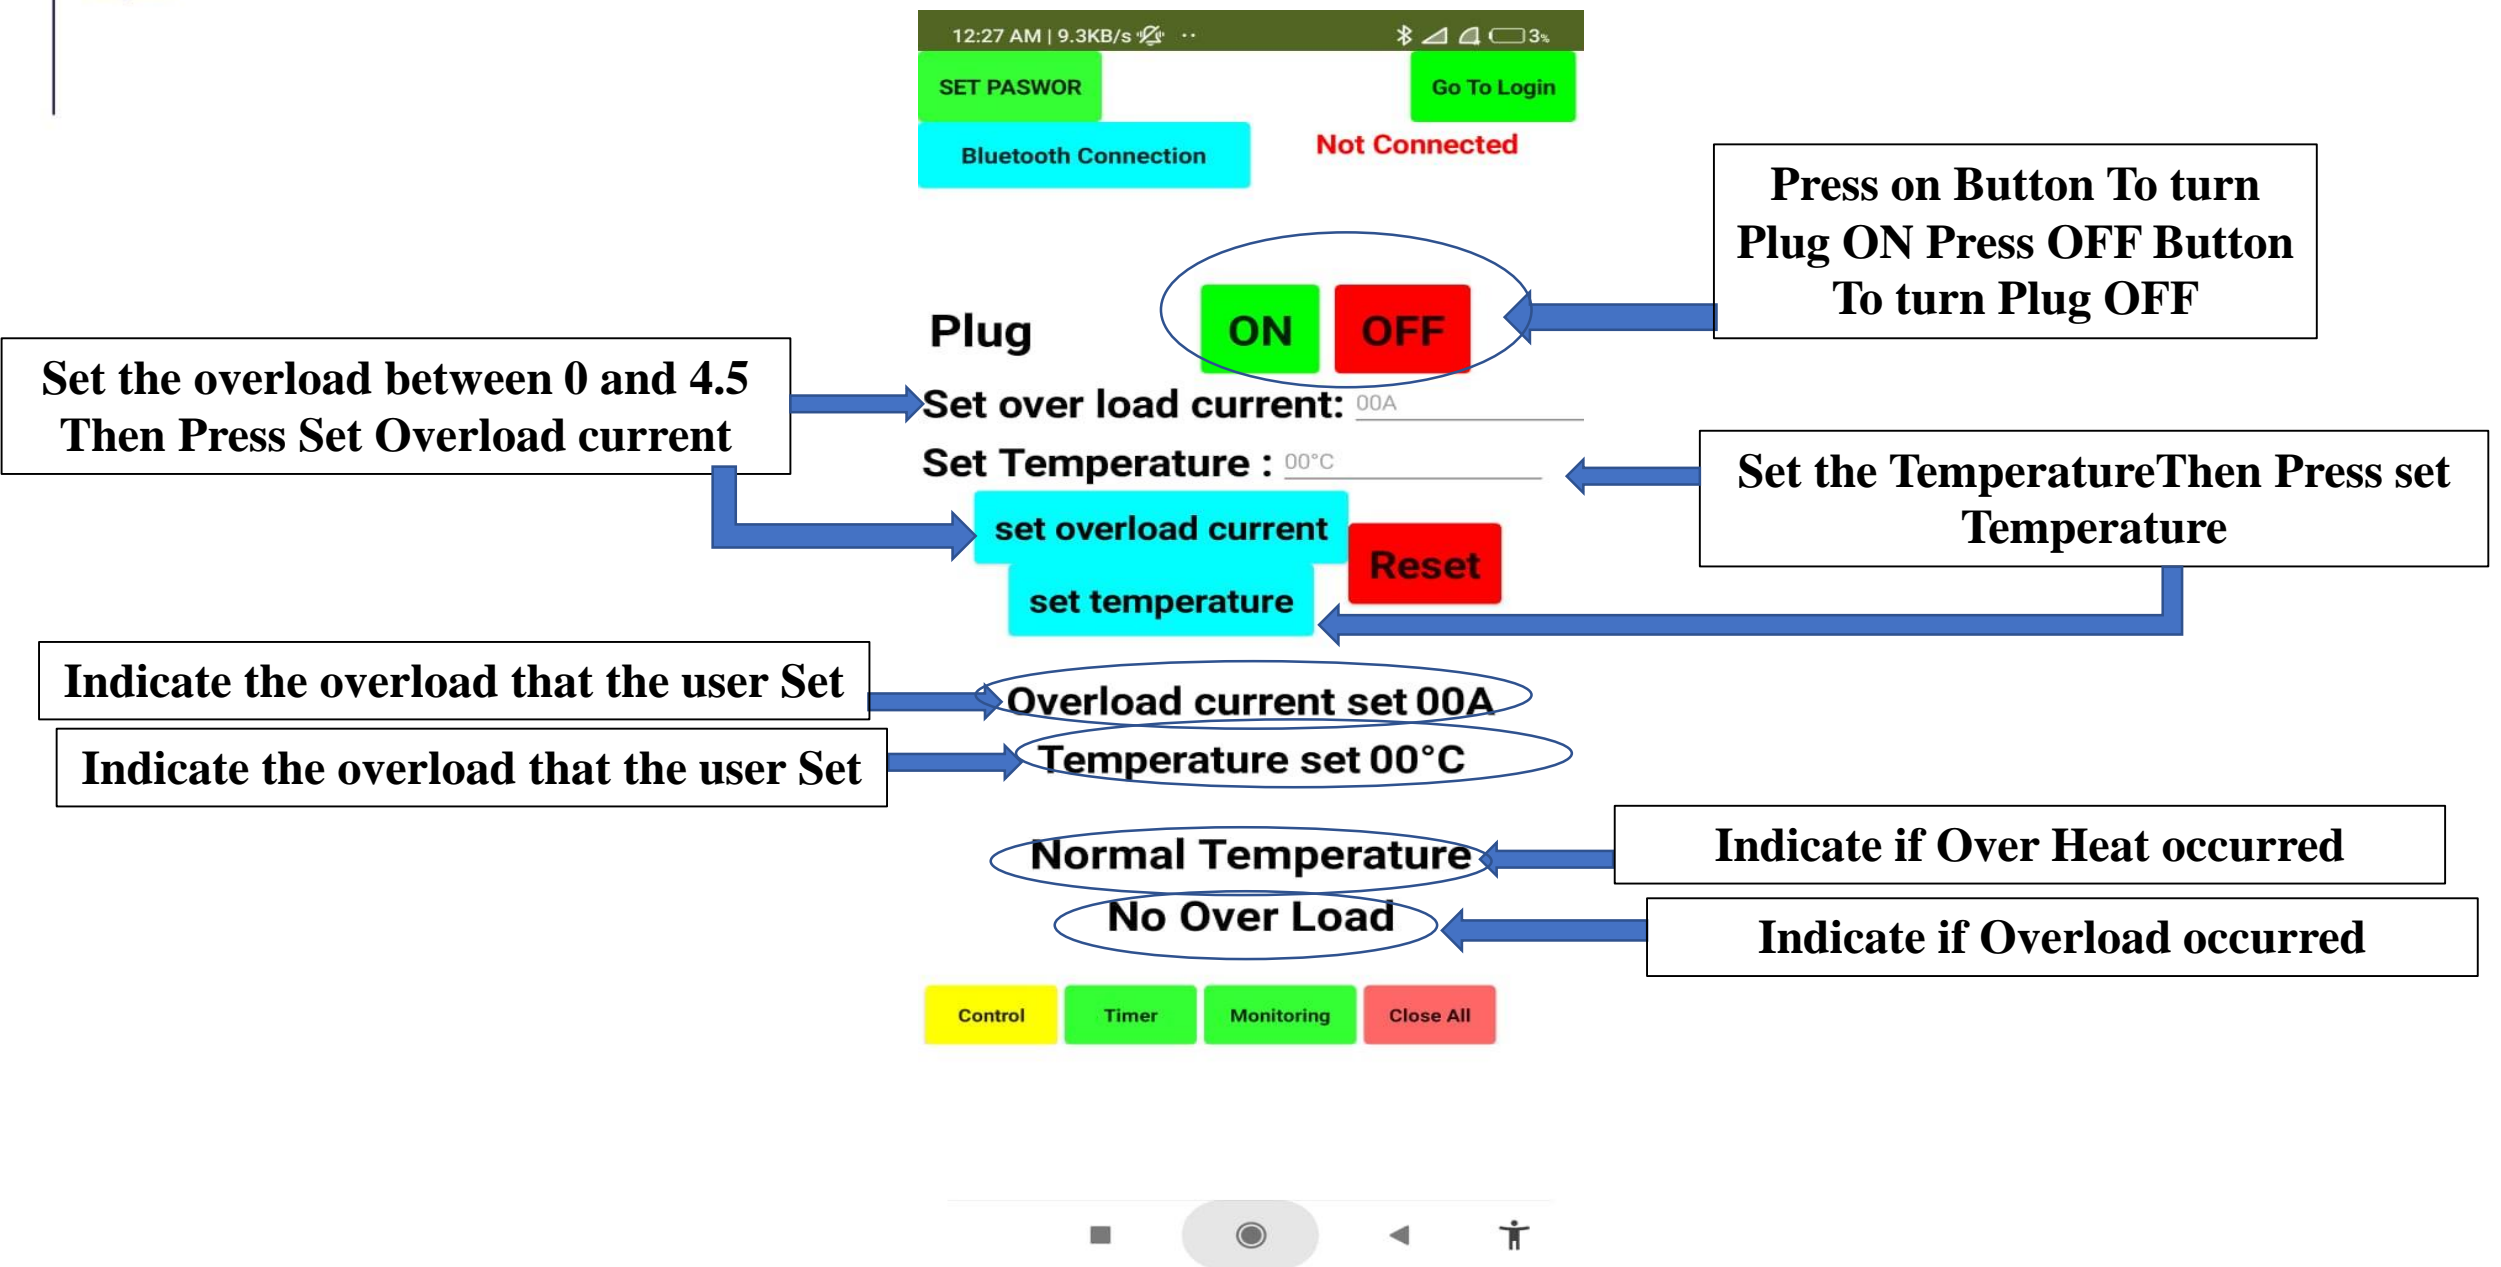 12:27 AM | 9.3KB/s
3%
SET PASWOR
Go To Login
Bluetooth Connection
Not Connected
Press on Button To turn
Plug ON Press OFF Button
To turn Plug OFF
Plug
ON
OFF
Set the overload between 0 and 4.5
Then Press Set Overload current
Set over load current: 00A
Set Temperature : 00°C
Set the TemperatureThen Press set
Temperature
set overload current
Reset
set temperature
Indicate the overload that the user Set
Overload current set 00A
Indicate the overload that the user Set
Temperature set 00°C
Normal Temperature
Indicate if Over Heat occurred
No Over Load
Indicate if Overload occurred
Control
Timer
Monitoring
Close All